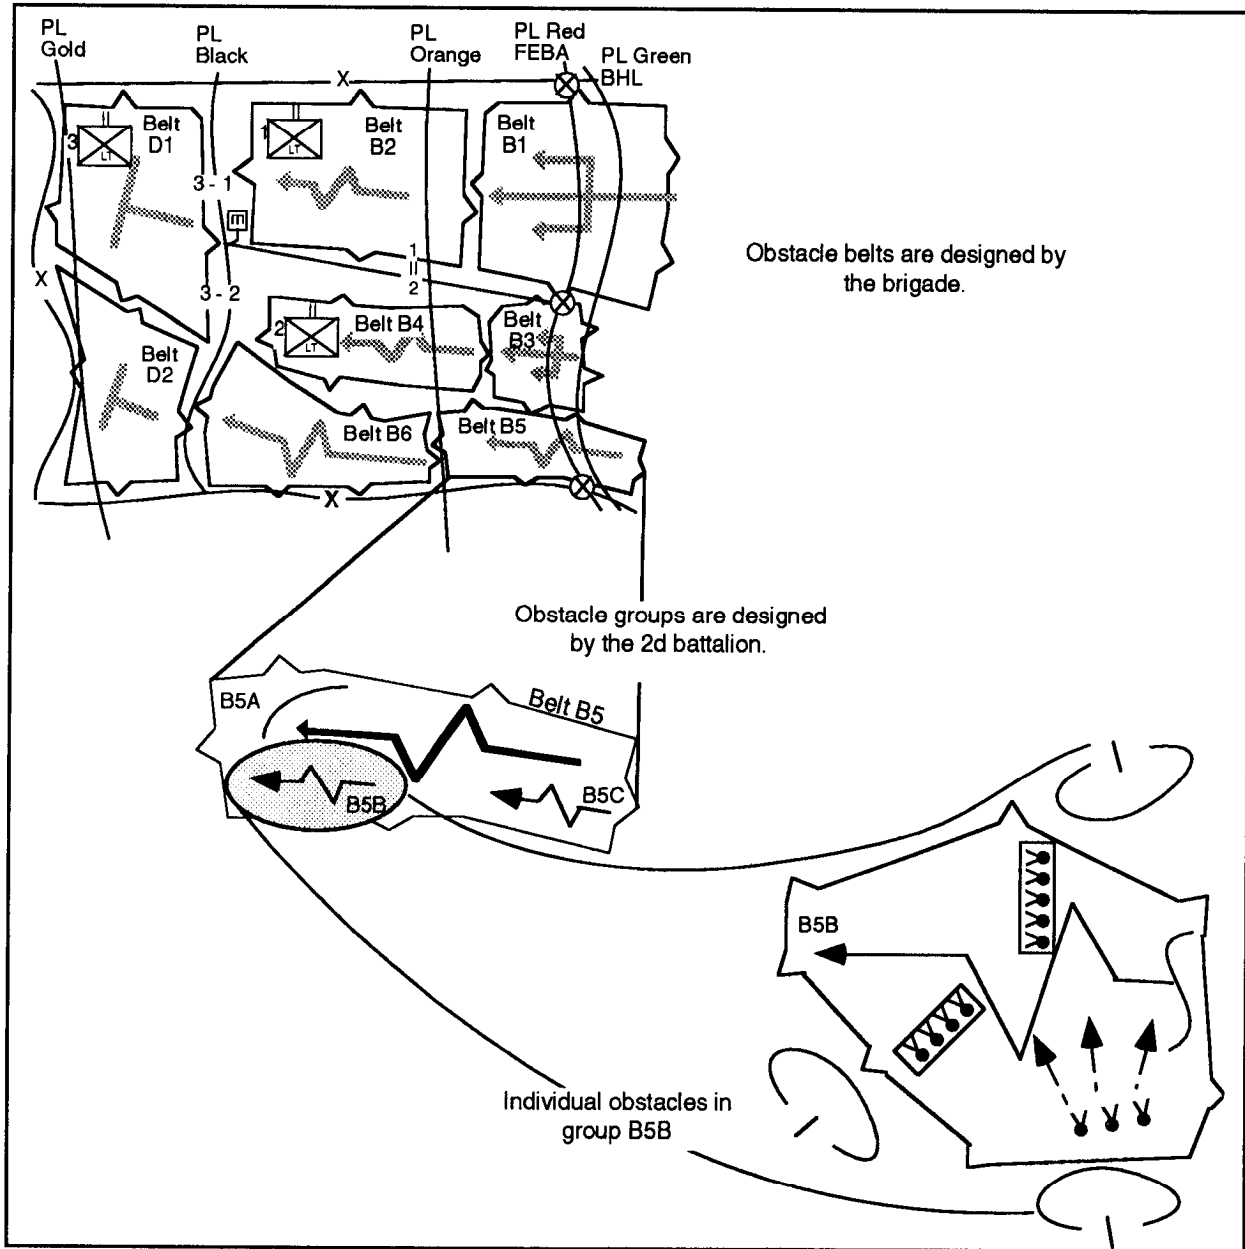 PL
Gold
PL
Black
PL
Orange
PL Red
FEBA
PL Green
BHL
X
3
LT
Belt
D1
1
LT
Belt
B2
Belt
B1
3 - 1
E
1
2
X
3 - 2
Belt
D2
2
LT
Belt B4
Belt
B3
Belt B6
Belt B5
X
Obstacle belts are designed by
the brigade.
Obstacle groups are designed
by the 2d battalion.
B5A
Belt B5
B5B
B5C
B5B
Individual obstacles in
group B5B